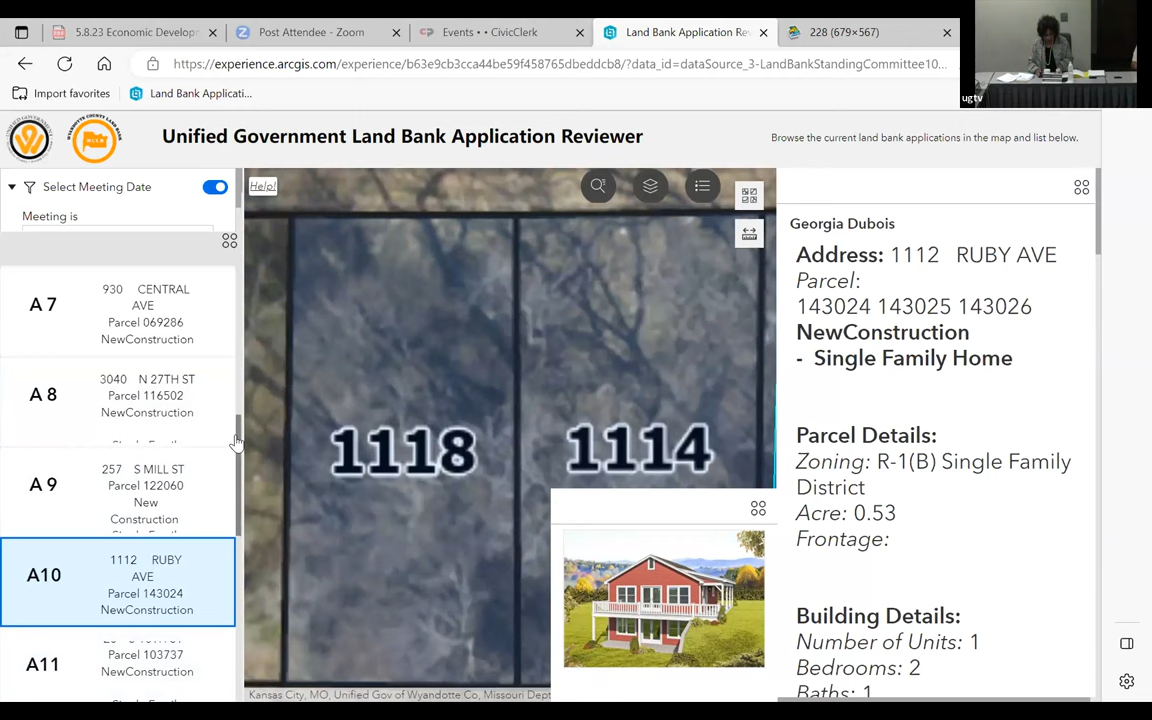 5.8.23 Economic Develop
Post Attendee - Zoom
Events • • CivicClerk
Land Bank Application Re
228 (679×567)
https://experience.arcgis.com/experience/b63e9cb3cca44be59f458765dbeddcb8/?data_id=dataSource_3-LandBankStandingCommittee10...
Import favorites
Land Bank Applicati...
ugtv
Unified Government Land Bank Application Reviewer
Browse the current land bank applications in the map and list below.
Select Meeting Date
Meeting is
A 7
930 CENTRAL
AVE
Parcel 069286
NewConstruction
A 8
3040 N 27TH ST
Parcel 116502
NewConstruction
A 9
257 S MILL ST
Parcel 122060
New
Construction
A10
1112 RUBY
AVE
Parcel 143024
NewConstruction
A11
Parcel 103737
NewConstruction
Help!
1118
1114
Kansas City, MO, Unified Gov of Wyandotte Co, Missouri Dept
Georgia Dubois
Address: 1112 RUBY AVE
Parcel:
143024 143025 143026
NewConstruction
- Single Family Home
Parcel Details:
Zoning: R-1(B) Single Family
District
Acre: 0.53
Frontage:
Building Details:
Number of Units: 1
Bedrooms: 2
Baths: 1